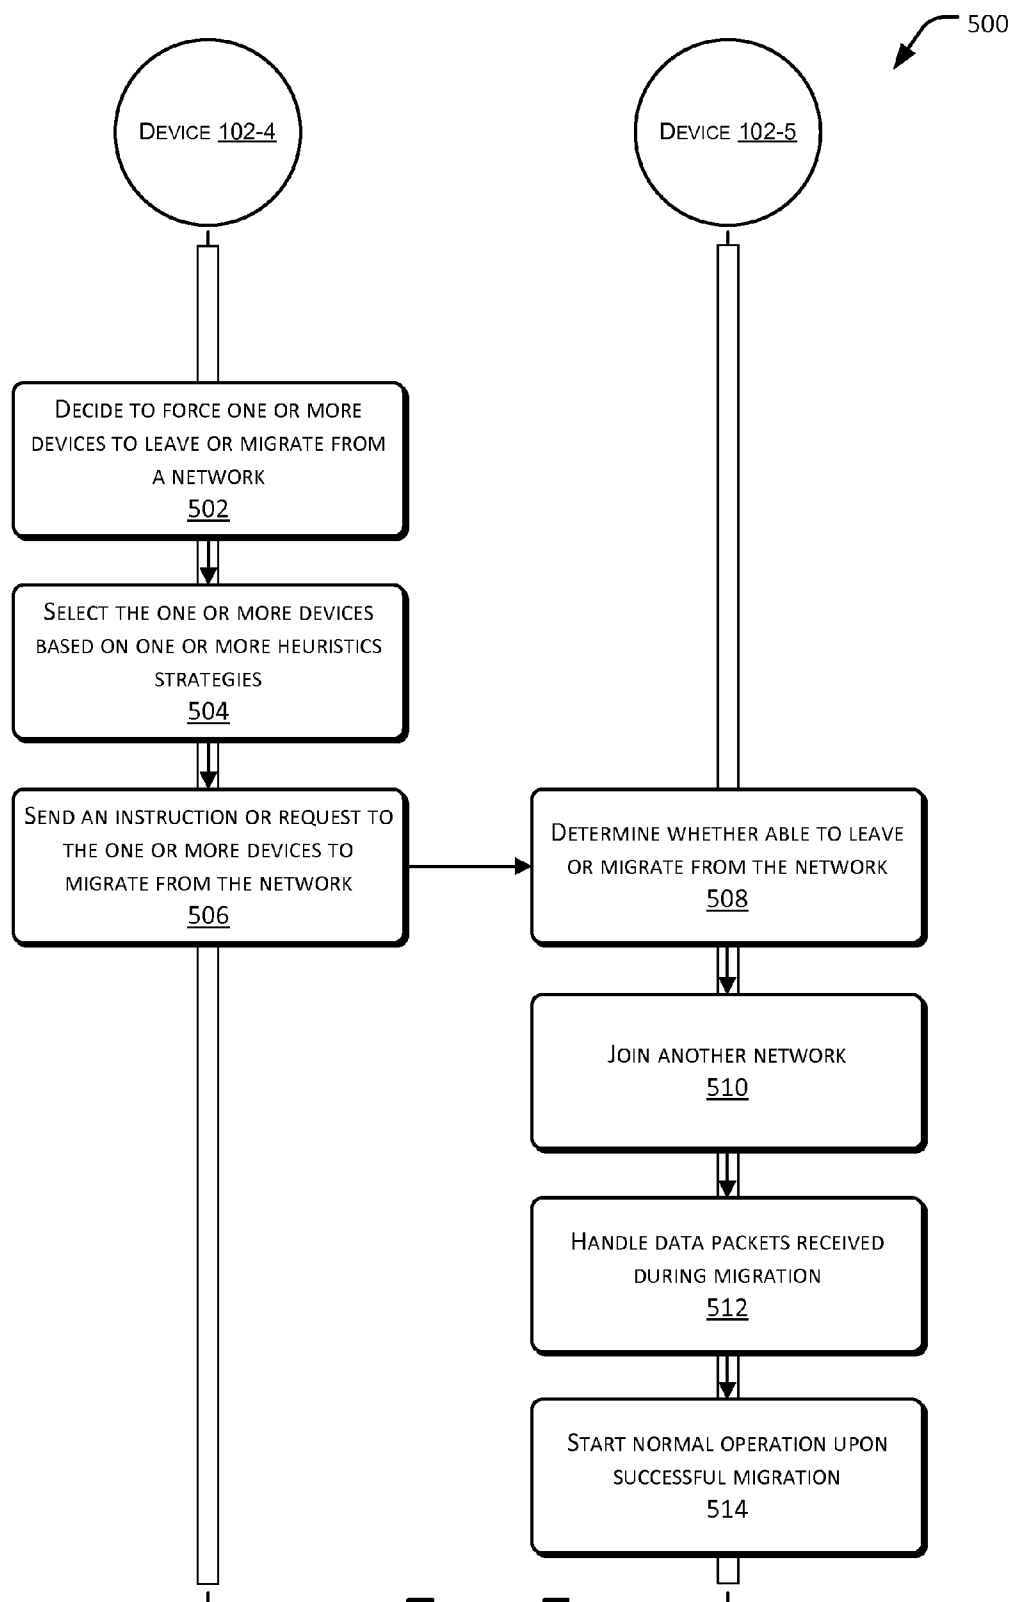 500
DEVICE 102-4
DEVICE 102-5
DECIDE TO FORCE ONE OR MORE
DEVICES TO LEAVE OR MIGRATE FROM
A NETWORK
502
SELECT THE ONE OR MORE DEVICES
BASED ON ONE OR MORE HEURISTICS
STRATEGIES
504
SEND AN INSTRUCTION OR REQUEST TO
THE ONE OR MORE DEVICES TO
MIGRATE FROM THE NETWORK
506
DETERMINE WHETHER ABLE TO LEAVE
OR MIGRATE FROM THE NETWORK
508
JOIN ANOTHER NETWORK
510
HANDLE DATA PACKETS RECEIVED
DURING MIGRATION
512
START NORMAL OPERATION UPON
SUCCESSFUL MIGRATION
514